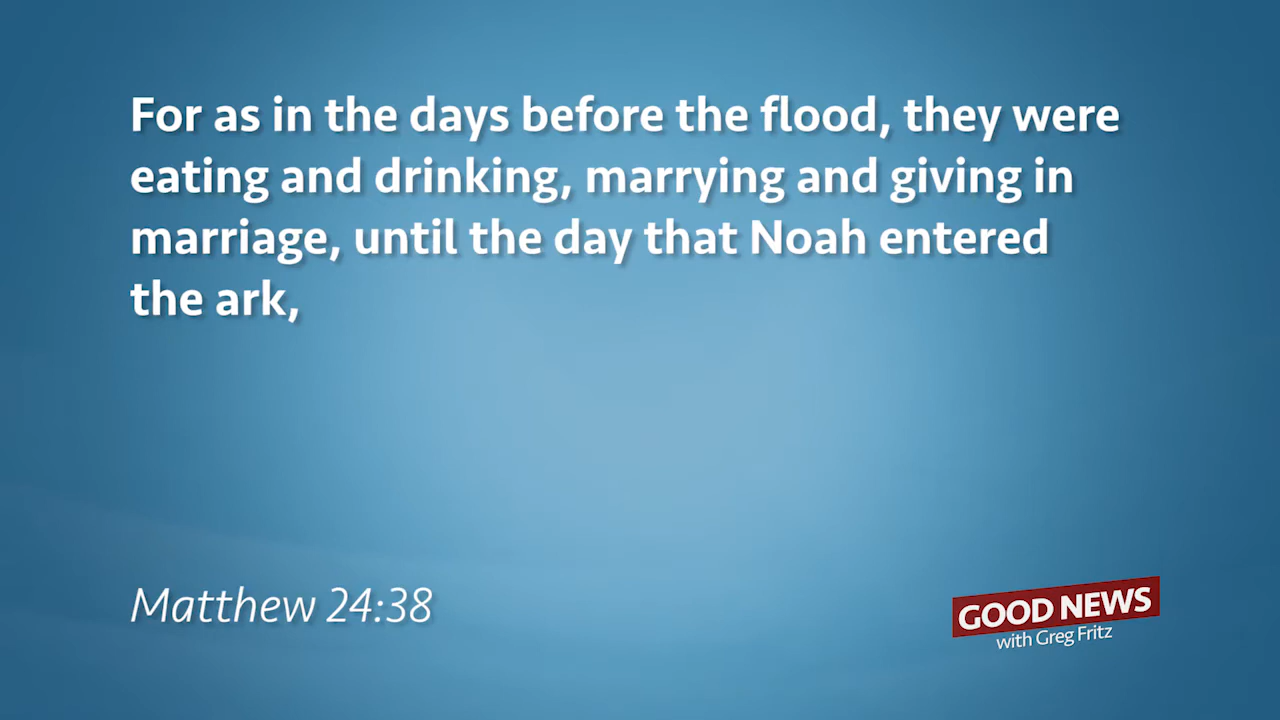 For as in the days before the flood, they were
eating and drinking, marrying and giving in
marriage, until the day that Noah entered
the ark,
Matthew 24:38
GOOD NEWS
with Greg Fritz